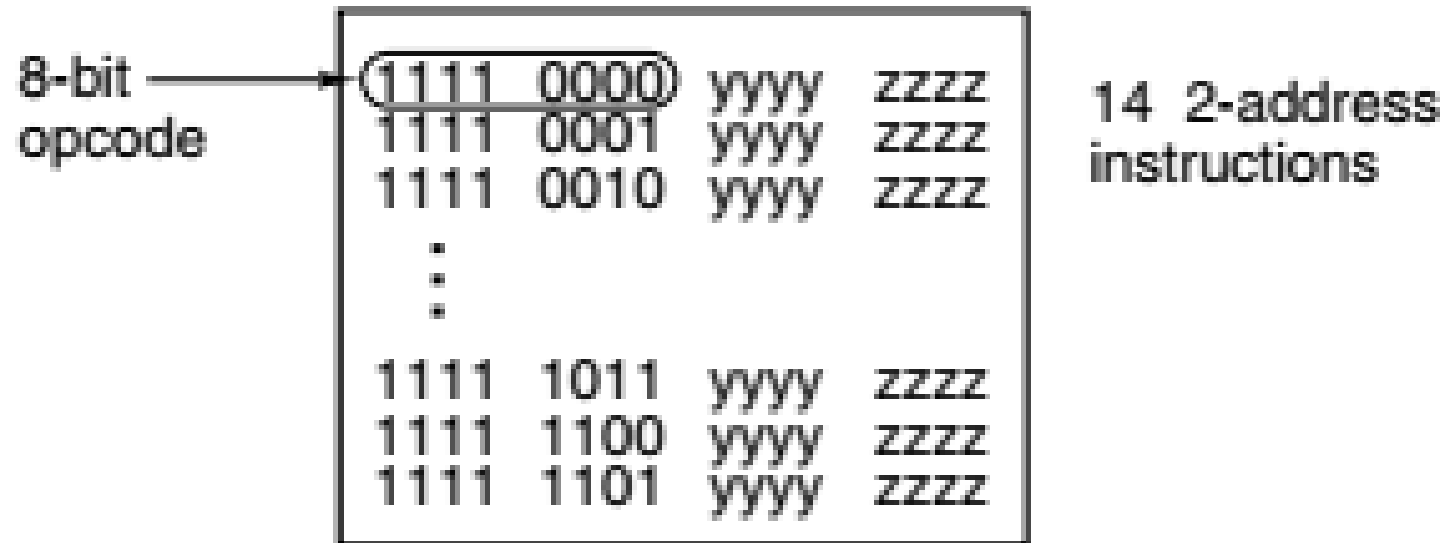 8-bit
opcode
1111 0000 yyyy zzzz
1111 0001 yyyy zzzz
1111 0010 yyyy zzzz
1111 1011 yyyy zzzz
1111 1100 yyyy zzzz
1111 1101 yyyy zzzz
14 2-address
instructions